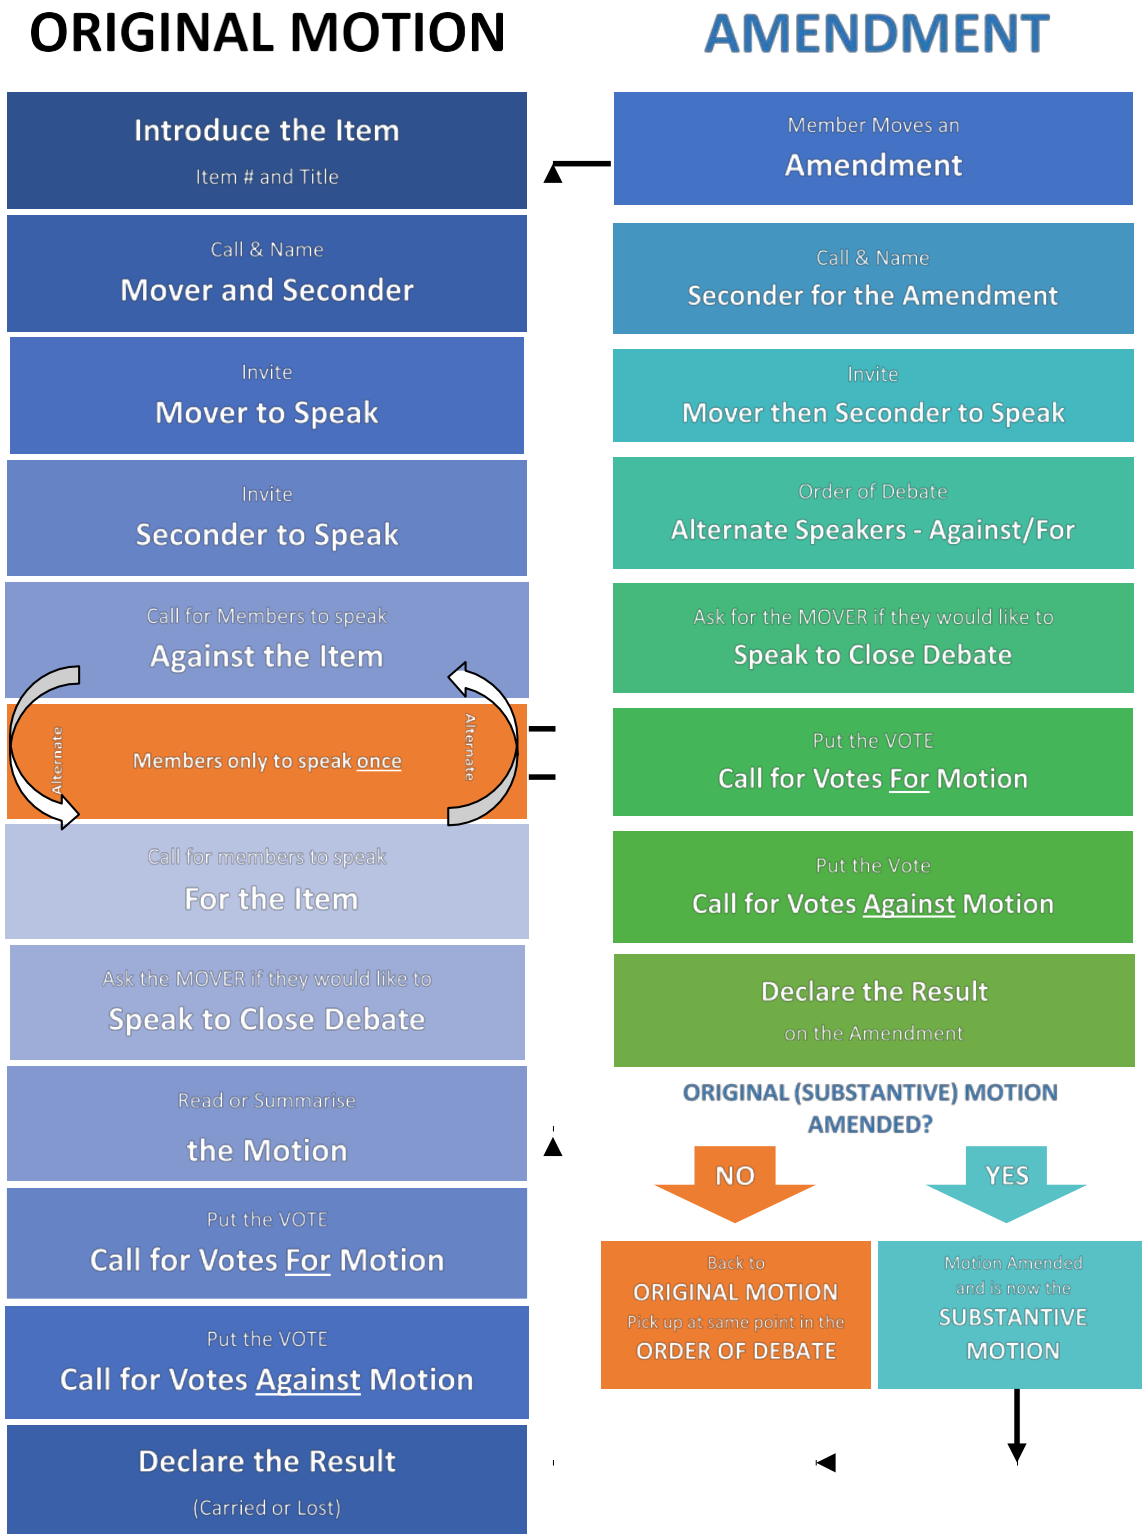 ORIGINAL MOTION
Introduce the Item
Item # and Title
Call & Name
Mover and Seconder
Invite
Mover to Speak
Invite
Seconder to Speak
Call for Members to speak
Against the Item
Alternate
Members only to speak once
Alternate
Call for members to speak
For the Item
Ask the MOVER if they would like to
Speak to Close Debate
Read or Summarise
the Motion
Put the VOTE
Call for Votes For Motion
Put the VOTE
Call for Votes Against Motion
Declare the Result
(Carried or Lost)
AMENDMENT
Member Moves an
Amendment
Call & Name
Seconder for the Amendment
Invite
Mover then Seconder to Speak
Order of Debate
Alternate Speakers - Against/For
Ask for the MOVER if they would like to
Speak to Close Debate
Put the VOTE
Call for Votes For Motion
Put the Vote
Call for Votes Against Motion
Declare the Result
on the Amendment
ORIGINAL (SUBSTANTIVE) MOTION
AMENDED?
NO
Back to
ORIGINAL MOTION
Pick up at same point in the
ORDER OF DEBATE
YES
Motion Amended
and is now the
SUBSTANTIVE
MOTION